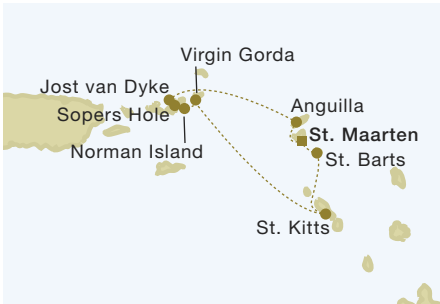 Virgin Gorda
Jost van Dyke
Sopers Hole
Norman Island
Anguilla
St. Maarten
St. Barts
St. Kitts